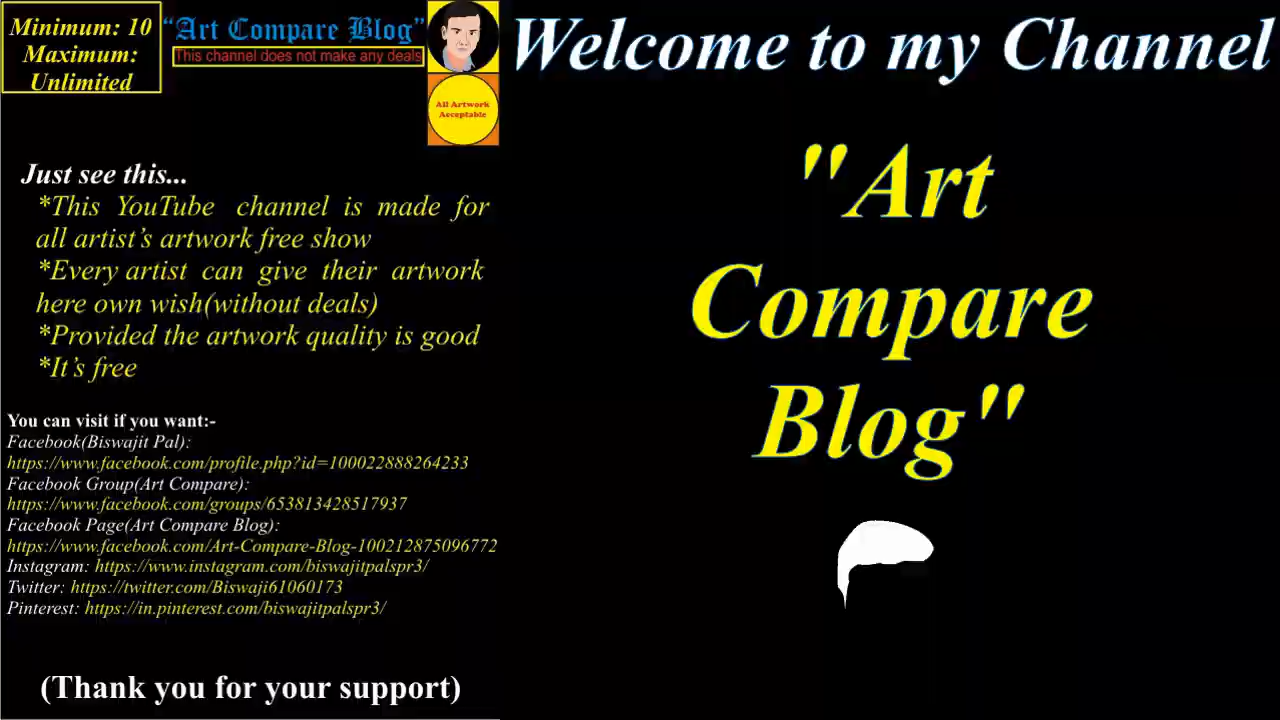 Minimum: 10
Maximum:
Unlimited
“Art Compare Blog”
This channel does not make any deals
All Artwork
Acceptable
Just see this...
*This YouTube channel is made for
all artist’s artwork free show
*Every artist can give their artwork
here own wish(without deals)
*Provided the artwork quality is good
*It’s free
You can visit if you want:-
Facebook(Biswajit Pal):
https://www.facebook.com/profile.php?id=100022888264233
Facebook Group(Art Compare):
https://www.facebook.com/groups/653813428517937
Facebook Page(Art Compare Blog):
https://www.facebook.com/Art-Compare-Blog-100212875096772
Instagram: https://www.instagram.com/biswajitpalspr3/
Twitter: https://twitter.com/Biswaji61060173
Pinterest: https://in.pinterest.com/biswajitpalspr3/
(Thank you for your support)
Welcome to my Channel
"Art
Compare
Blog"